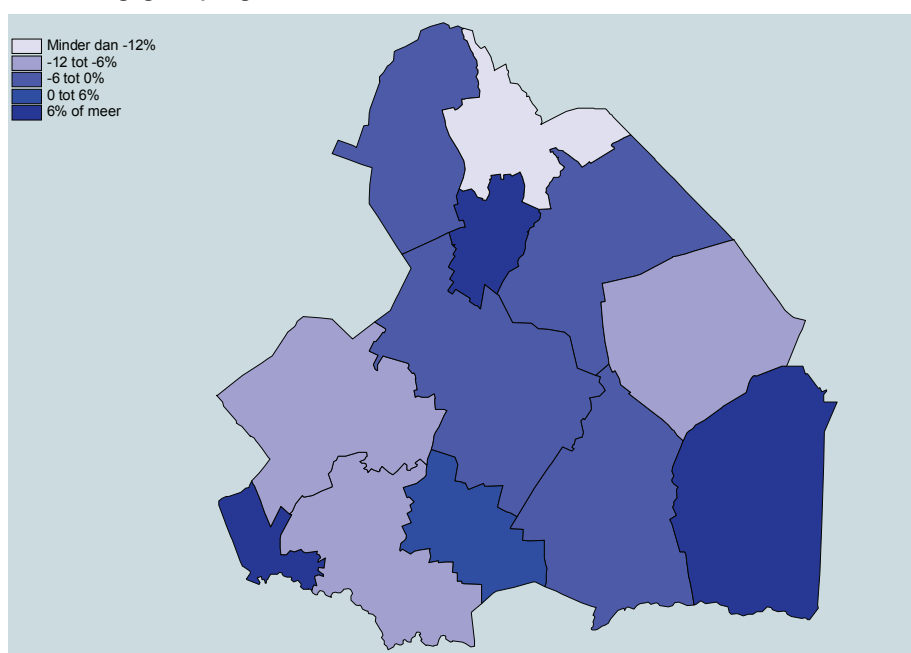 Minder dan -12%
-12 tot -6%
-6 tot 0%
0 tot 6%
6% of meer